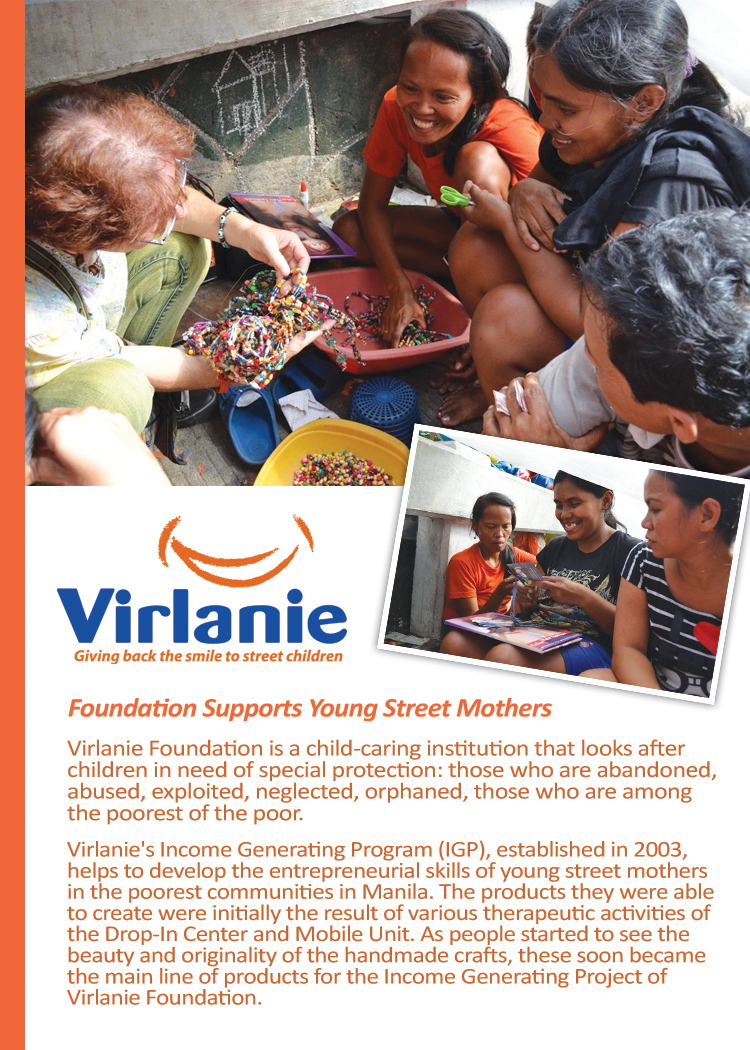 Virlanie
Giving back the smile to street children
Foundation Supports Young Street Mothers
Virlanie Foundation is a child-caring institution that looks after
children in need of special protection: those who are abandoned,
abused, exploited, neglected, orphaned, those who are among
the poorest of the poor.
Virlanie's Income Generating Program (IGP), established in 2003,
helps to develop the entrepreneurial skills of young street mothers
in the poorest communities in Manila. The products they were able
to create were initially the result of various therapeutic activities of
the Drop-In Center and Mobile Unit. As people started to see the
beauty and originality of the handmade crafts, these soon became
the main line of products for the Income Generating Project of
Virlanie Foundation.